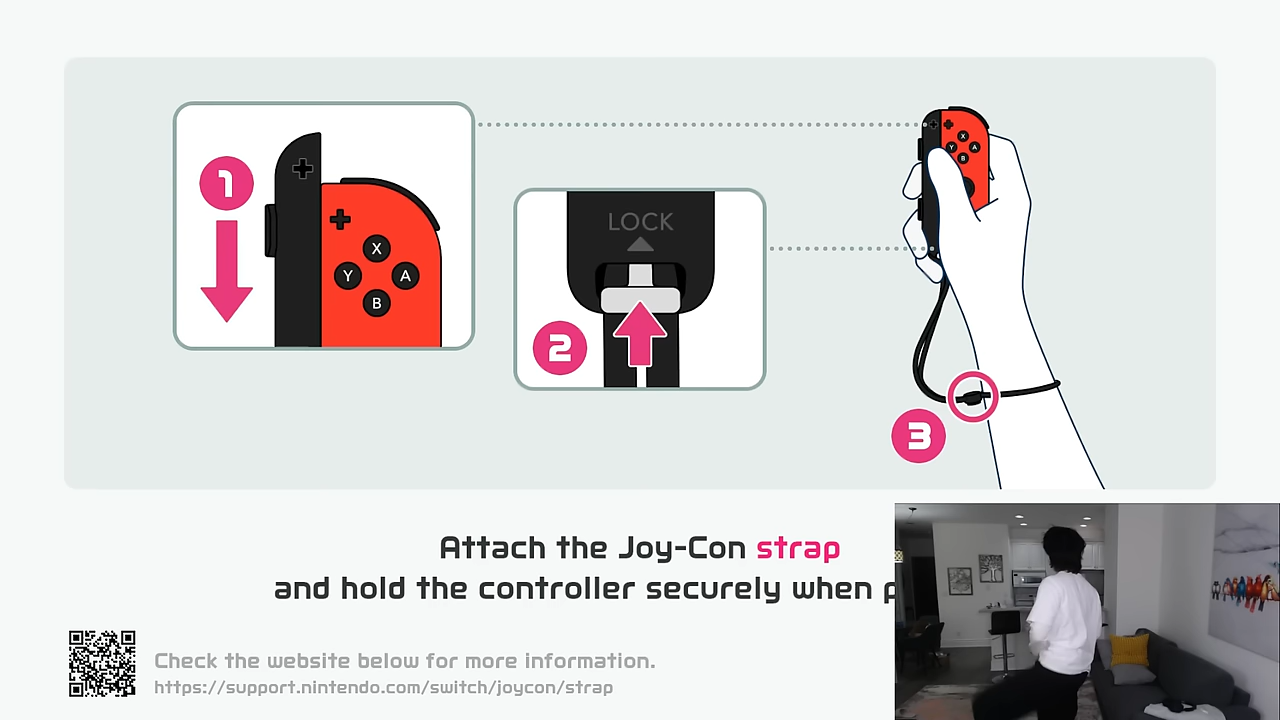 1
X
Y
A
B
LOCK
2
X
Y
A
B
3
Attach the Joy-Con strap
and hold the controller securely when
Check the website below for more information.
https://support.nintendo.com/switch/joycon/strap